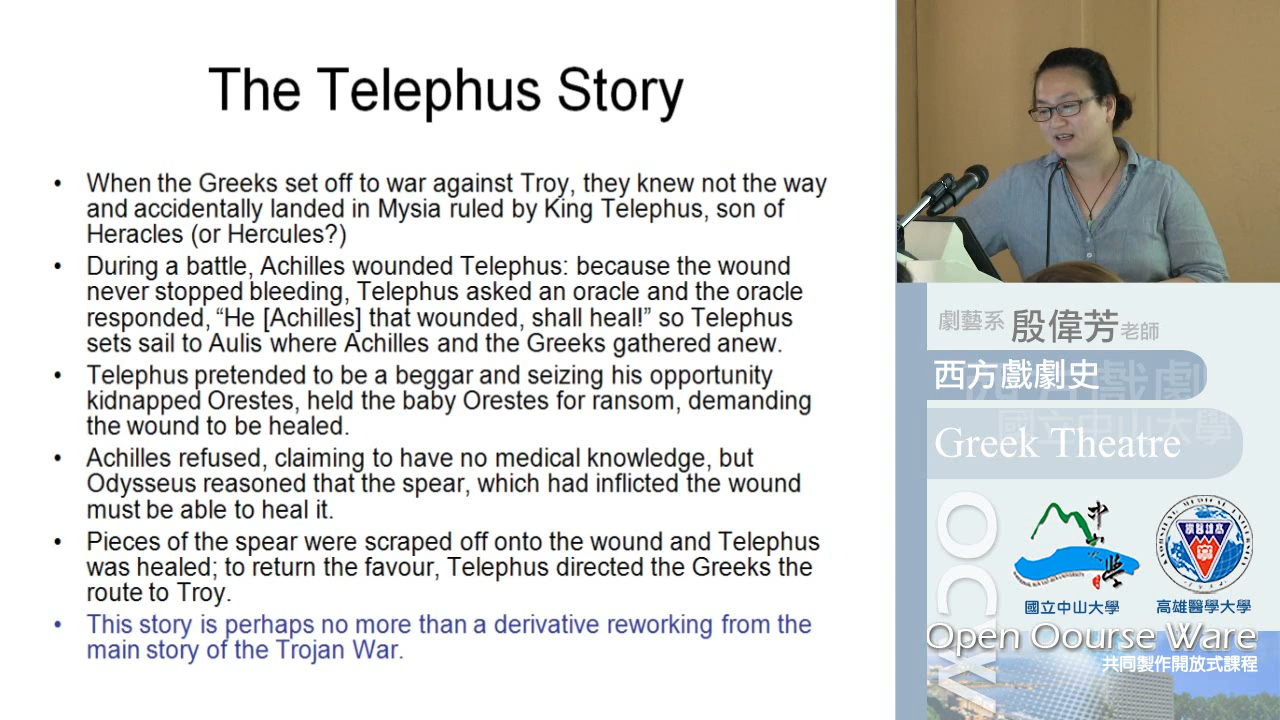 The Telephus Story
• When the Greeks set off to war against Troy, they knew not the way
and accidentally landed in Mysia ruled by King Telephus, son of
Heracles (or Hercules?)
• During a battle, Achilles wounded Telephus: because the wound
never stopped bleeding, Telephus asked an oracle and the oracle
responded, “He [Achilles] that wounded, shall heal!” so Telephus
sets sail to Aulis where Achilles and the Greeks gathered anew.
• Telephus pretended to be a beggar and seizing his opportunity
kidnapped Orestes, held the baby Orestes for ransom, demanding
the wound to be healed.
• Achilles refused, claiming to have no medical knowledge, but
Odysseus reasoned that the spear, which had inflicted the wound
must be able to heal it.
• Pieces of the spear were scraped off onto the wound and Telephus
was healed; to return the favour, Telephus directed the Greeks the
route to Troy.
• This story is perhaps no more than a derivative reworking from the
main story of the Trojan War.
劇藝系 殷偉芳老師
西方戲劇史
國立中山大學
Greek Theatre
OCW
中山大學
國立中山大學
高雄醫學大學
Open Oourse Ware
共同製作開放式課程